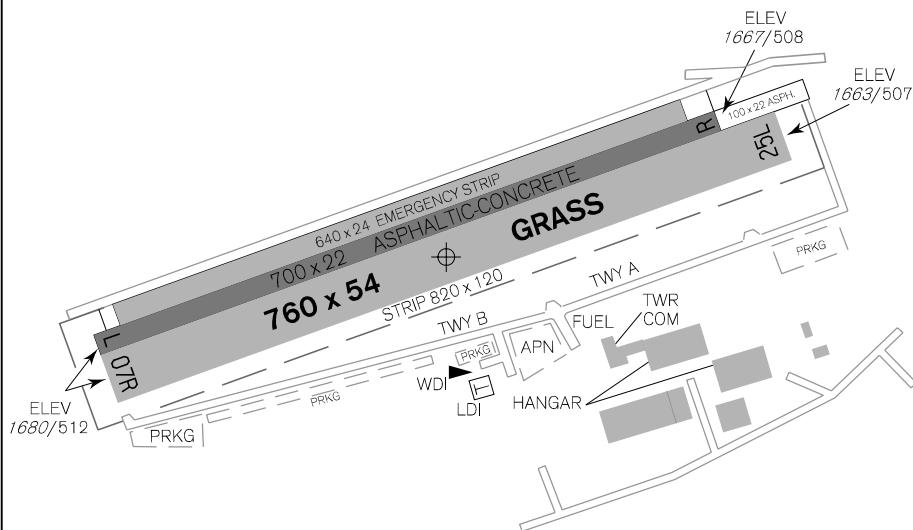 ELEV
1667/508
ELEV
1663/507
100 x 22 ASPH.
R
25L
640 x 24 EMERGENCY STRIP
700 x 22 ASPHALTIC-CONCRETE
760 x 54 GRASS
STRIP 820 x 120
TWY A
TWY B
PRKG
L
07R
FUEL
TWR
COM
APN
PRKG
WDI
T
LDI
HANGAR
PRKG
PRKG
ELEV
1680/512